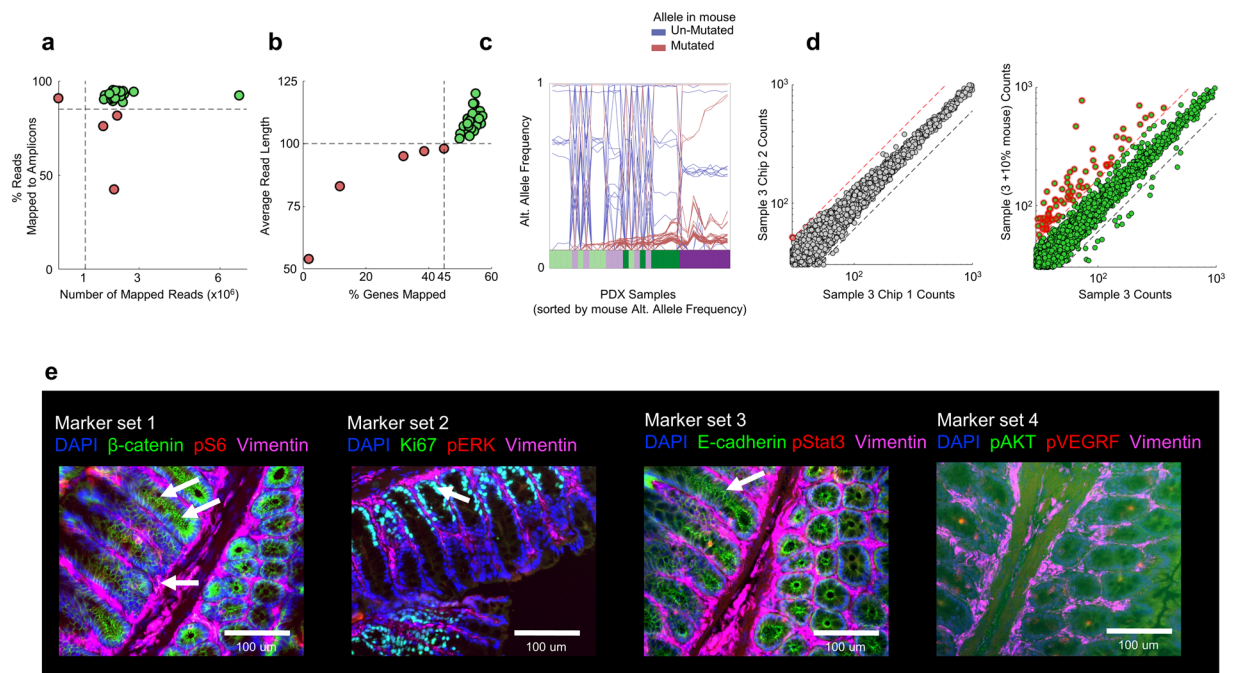 a
100
50
0
1
3
6
% Reads
Mapped to Amplicons
Number of Mapped Reads (x10⁶)
b
125
100
75
50
0
20
40 45
60
Average Read Length
% Genes Mapped
c
Allele in mouse
Un-Mutated
Mutated
1
0
Alt. Allele Frequency
PDX Samples
(sorted by mouse Alt. Allele Frequency)
d
10³
10²
10²
10³
Sample 3 Chip 2 Counts
Sample 3 Chip 1 Counts
10³
10²
10²
10³
Sample (3 +10% mouse) Counts
Sample 3 Counts
e
Marker set 1
DAPI β-catenin pS6 Vimentin
100 um
Marker set 2
DAPI Ki67 pERK Vimentin
100 um
Marker set 3
DAPI E-cadherin pStat3 Vimentin
100 um
Marker set 4
DAPI pAKT pVEGRF Vimentin
100 um